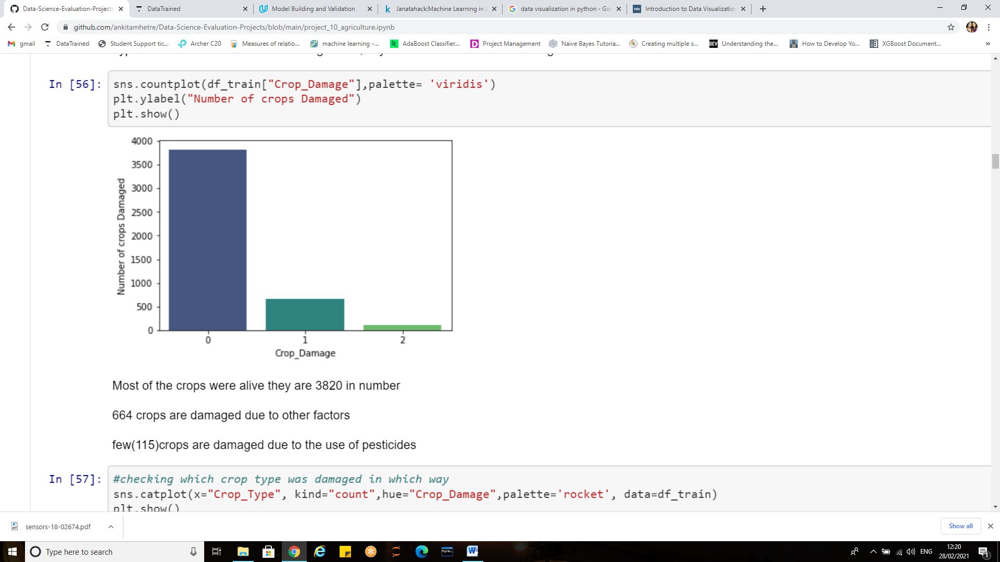 Data-Science-Evaluation-Projects
DataTrained
Model Building and Validation
Janatahack:Machine Learning in
data visualization in python - Go
Introduction to Data Visualizatio
github.com/ankitamhetre/Data-Science-Evaluation-Projects/blob/main/project_10_agriculture.ipynb
gmail
DataTrained
Student Support tic...
Archer C20
Measures of relatio...
machine learning -...
AdaBoost Classifier...
Project Management
Naive Bayes Tutoria...
Creating multiple s...
DEV
Understanding the...
How to Develop Yo...
XGBoost Document...
»
In [56]:
sns.countplot(df_train["Crop_Damage"],palette= 'viridis')
plt.ylabel("Number of crops Damaged")
plt.show()
4000
3500
3000
2500
2000
1500
1000
500
0
Number of crops Damaged
0
1
2
Crop_Damage
Most of the crops were alive they are 3820 in number
664 crops are damaged due to other factors
few(115)crops are damaged due to the use of pesticides
In [57]:
#checking which crop type was damaged in which way
sns.catplot(x="Crop_Type", kind="count",hue="Crop_Damage",palette='rocket', data=df_train)
plt.show()
sensors-18-02674.pdf
Show all
Type here to search
ENG
12:20
28/02/2021
1